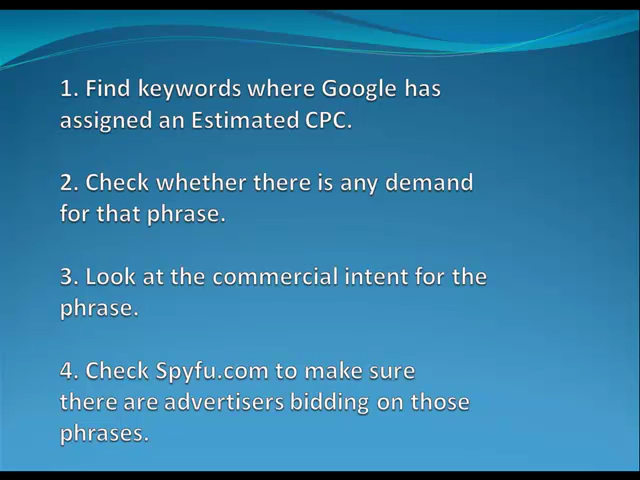 1. Find keywords where Google has
assigned an Estimated CPC.
2. Check whether there is any demand
for that phrase.
3. Look at the commercial intent for the
phrase.
4. Check Spyfu.com to make sure
there are advertisers bidding on those
phrases.